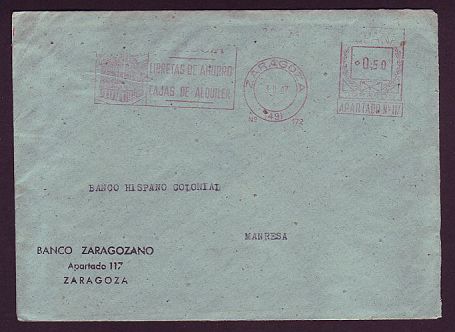 LIBRETAS DE AHORRO
CAJAS DE ALQUILER
ZARAGOZA
491
Nº 172
0,50
APARTADO Nº 117
BANCO HISPANO COLONIAL
MANRESA
BANCO ZARAGOZANO
Apartado 117
ZARAGOZA